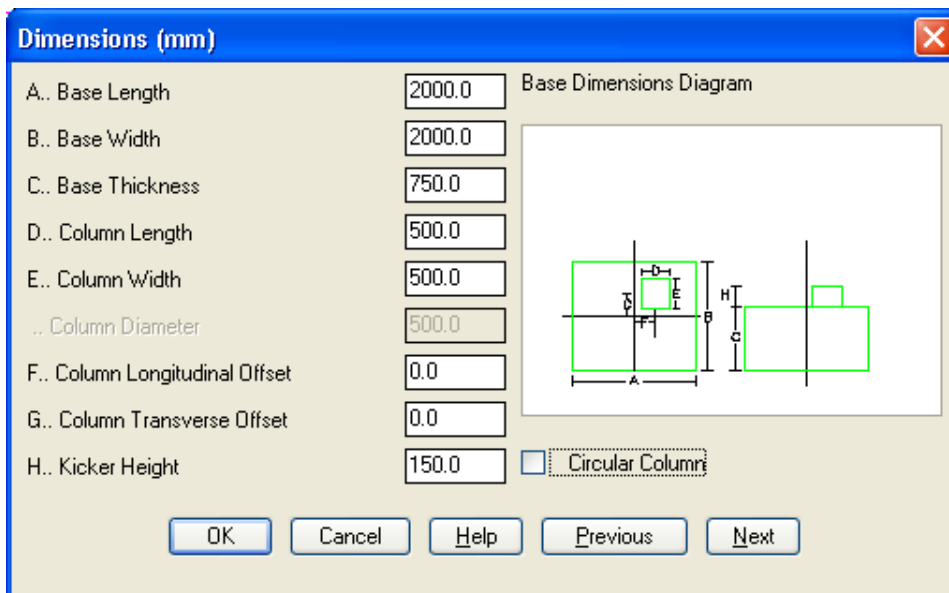 Dimensions (mm)
A.. Base Length 2000.0
B.. Base Width 2000.0
C.. Base Thickness 750.0
D.. Column Length 500.0
E.. Column Width 500.0
.. Column Diameter 500.0
F.. Column Longitudinal Offset 0.0
G.. Column Transverse Offset 0.0
H.. Kicker Height 150.0
Base Dimensions Diagram
D
E
G
F
B
A
H
C
Circular Column
OK Cancel Help Previous Next